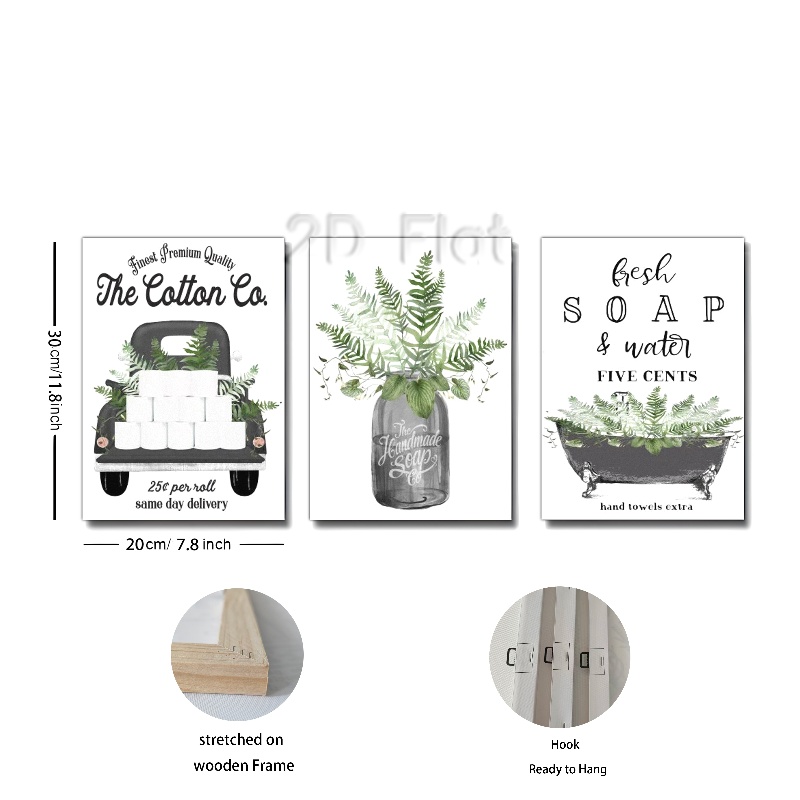 2D Flat
Finest Premium Quality
The Cotton Co.
25¢ per roll
same day delivery
The
Handmade
Soap
Co.
fresh
SOAP
& water
FIVE CENTS
hand towels extra
30cm/11.8inch
20cm/ 7.8 inch
stretched on
wooden Frame
Hook
Ready to Hang